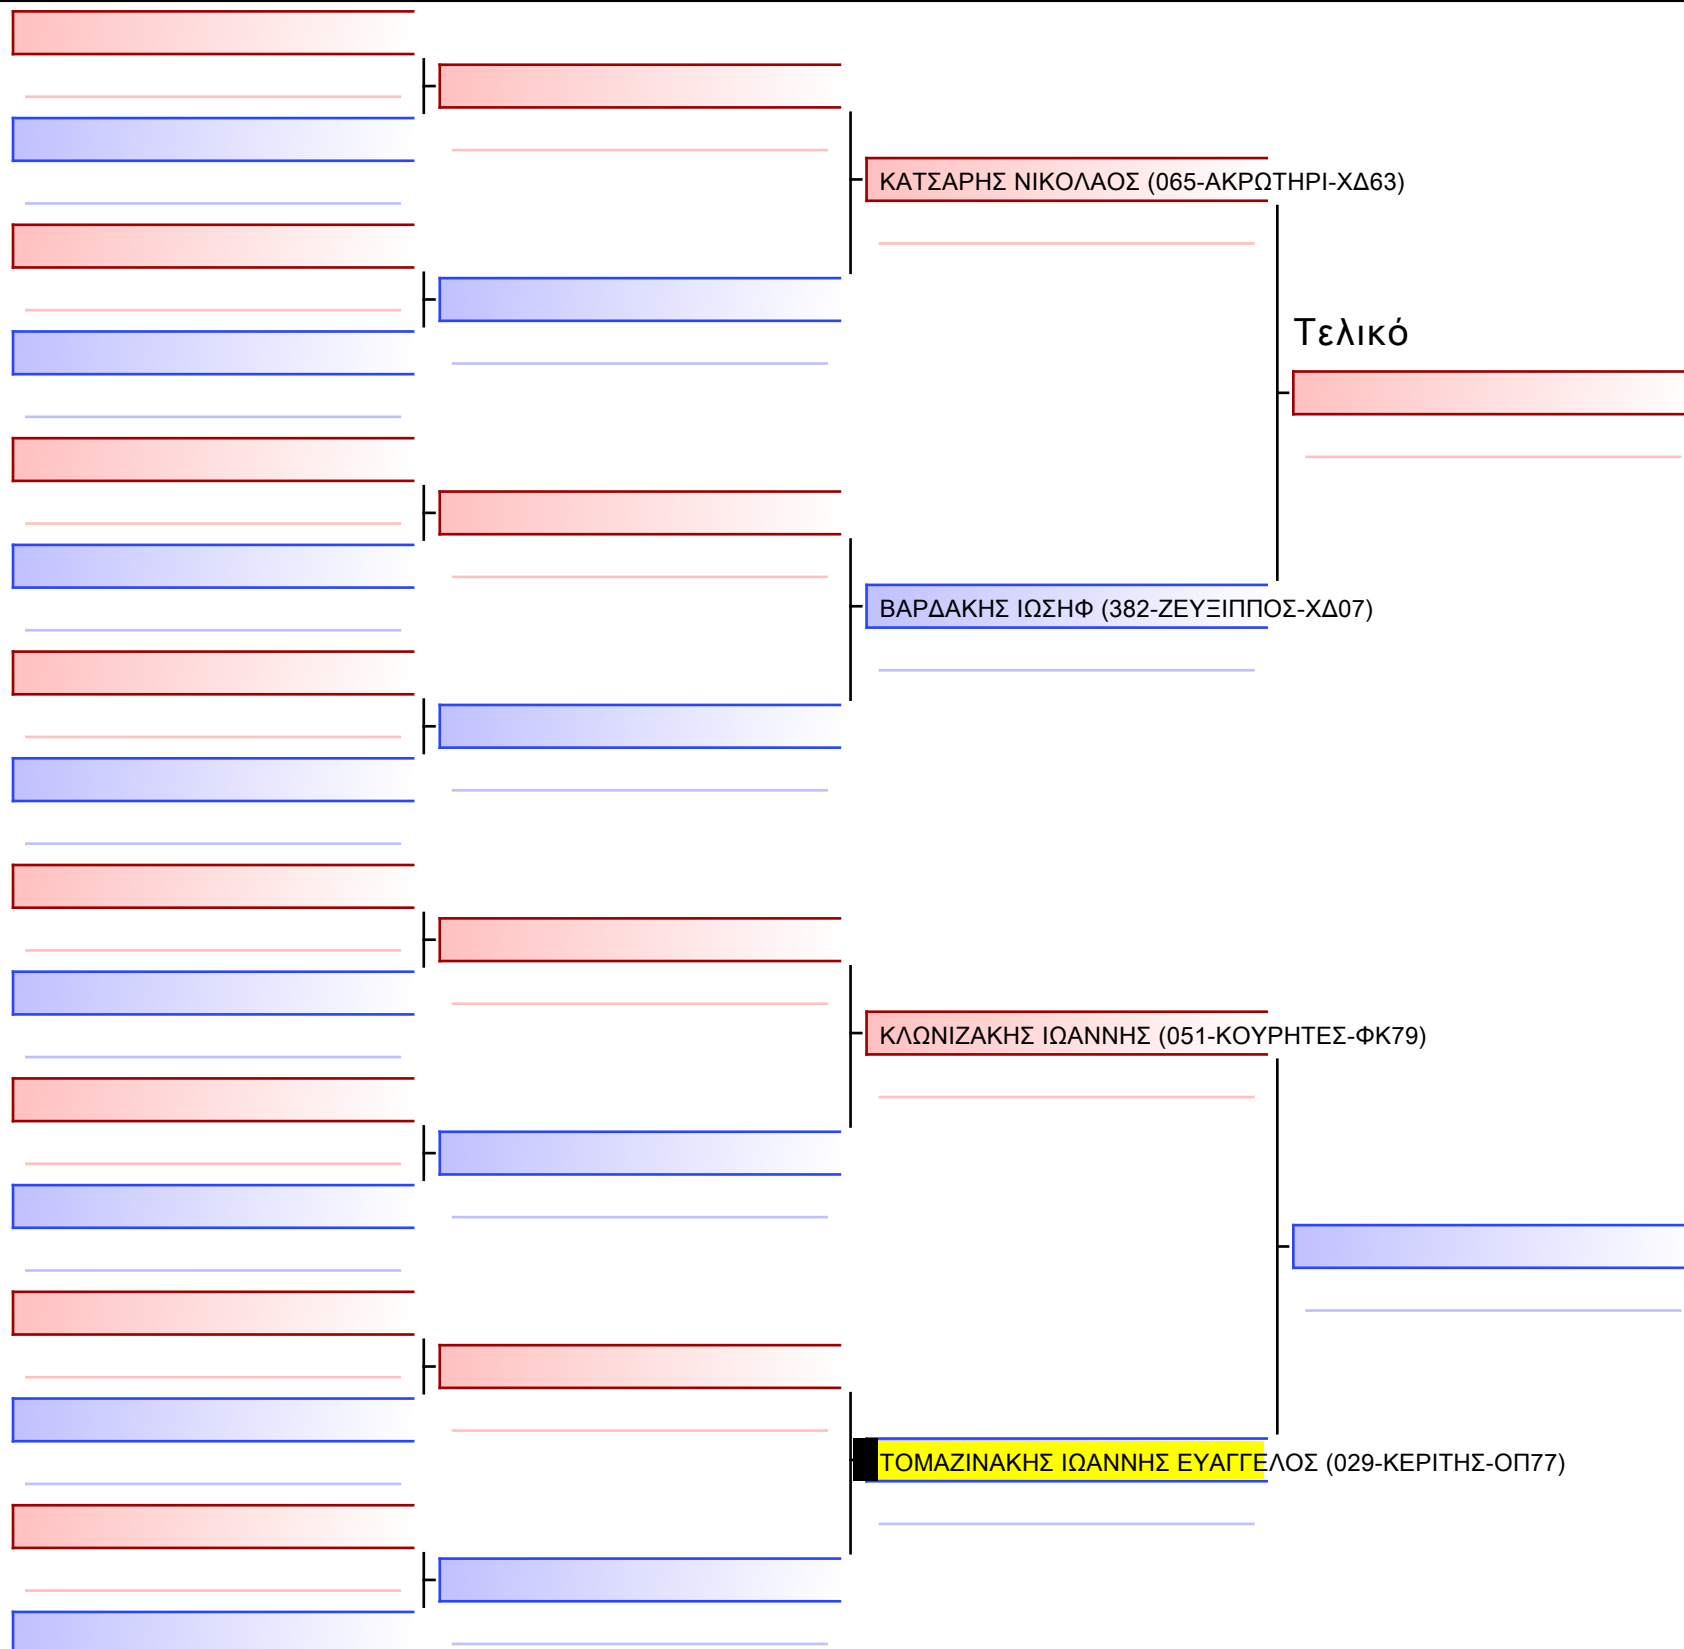 ΚΑΤΣΑΡΗΣ ΝΙΚΟΛΑΟΣ (065-ΑΚΡΩΤΗΡΙ-ΧΔ63)
Τελικό
ΒΑΡΔΑΚΗΣ ΙΩΣΗΦ (382-ΖΕΥΞΙΠΠΟΣ-ΧΔ07)
ΚΛΩΝΙΖΑΚΗΣ ΙΩΑΝΝΗΣ (051-ΚΟΥΡΗΤΕΣ-ΦΚ79)
ΤΟΜΑΖΙΝΑΚΗΣ ΙΩΑΝΝΗΣ ΕΥΑΓΓΕΛΟΣ (029-ΚΕΡΙΤΗΣ-ΟΠ77)